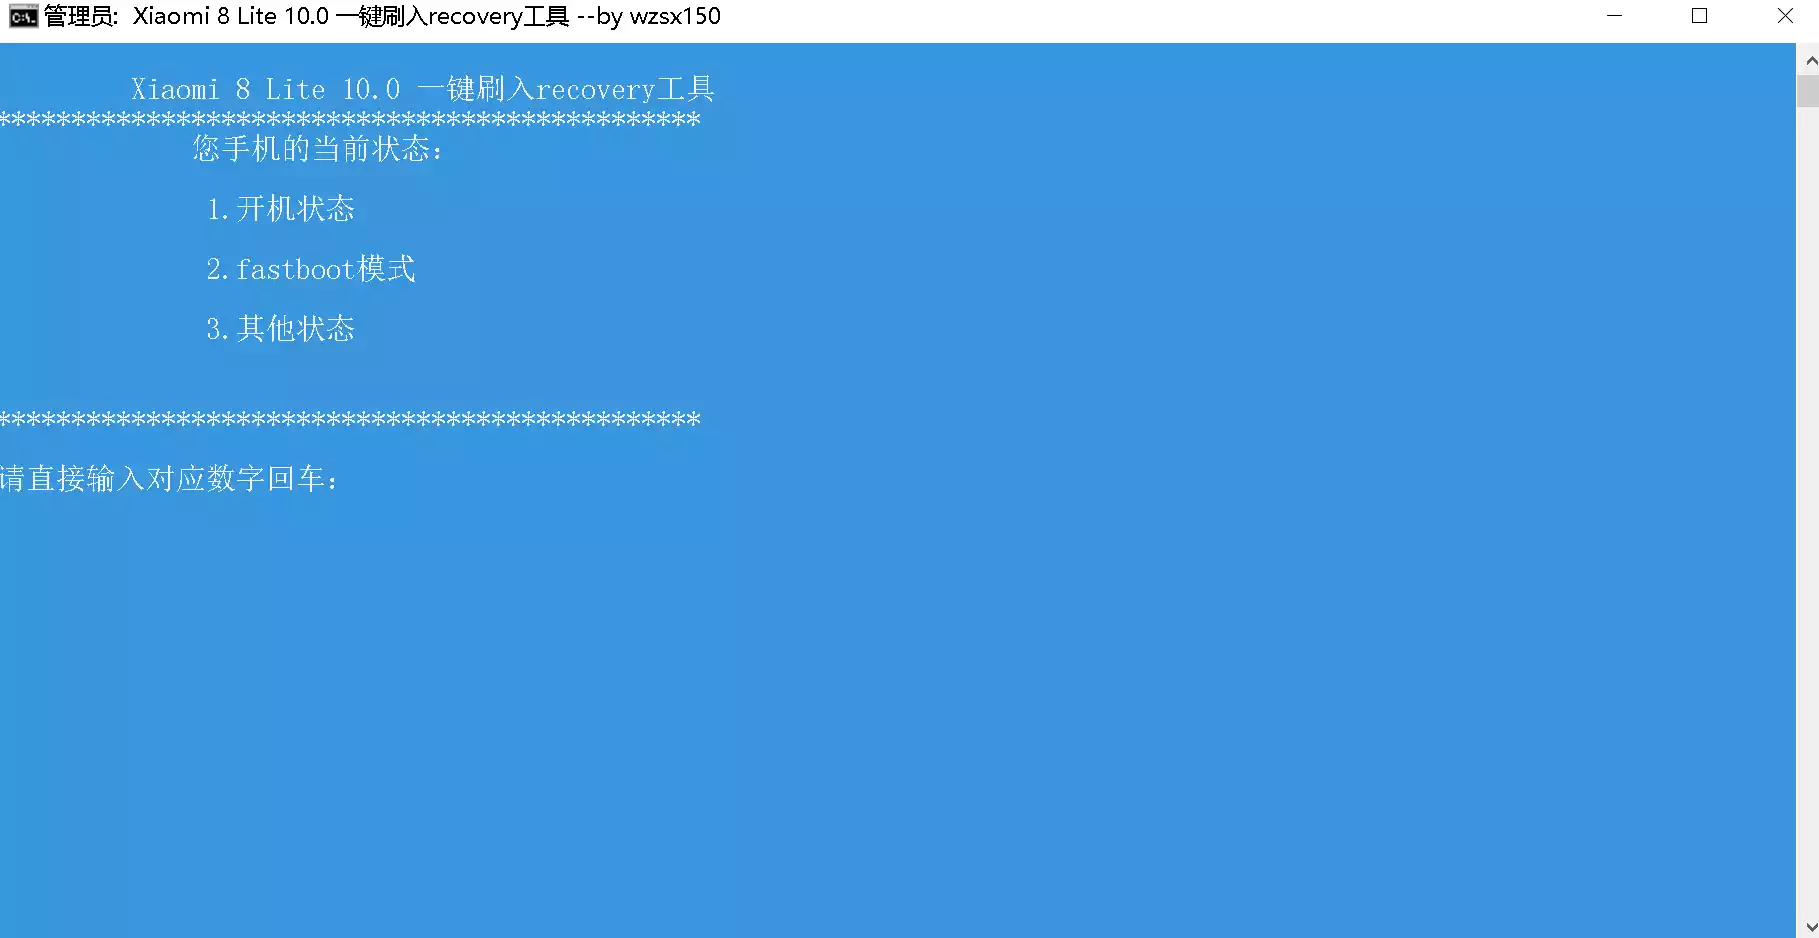 管理员:  Xiaomi 8 Lite 10.0 一键刷入recovery工具 --by wzsx150
Xiaomi 8 Lite 10.0 一键刷入recovery工具
***********************************************
您手机的当前状态：
1.开机状态
2.fastboot模式
3.其他状态
***********************************************
请直接输入对应数字回车：